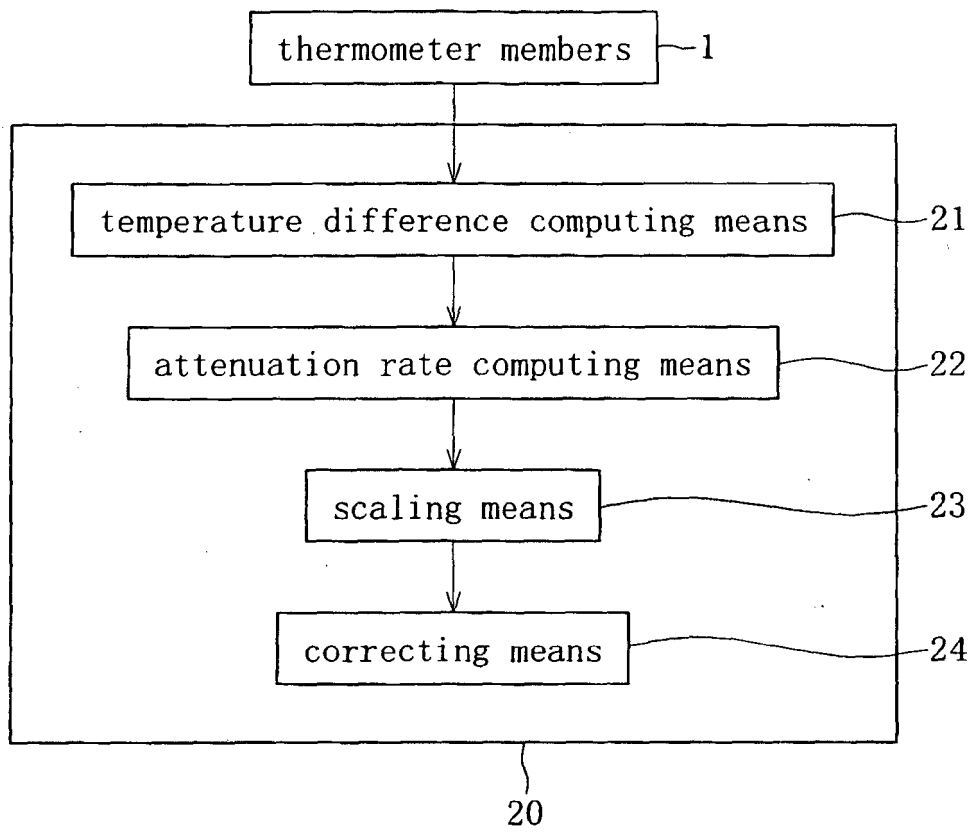 thermometer members 1
temperature difference computing means 21
attenuation rate computing means 22
scaling means 23
correcting means 24
20